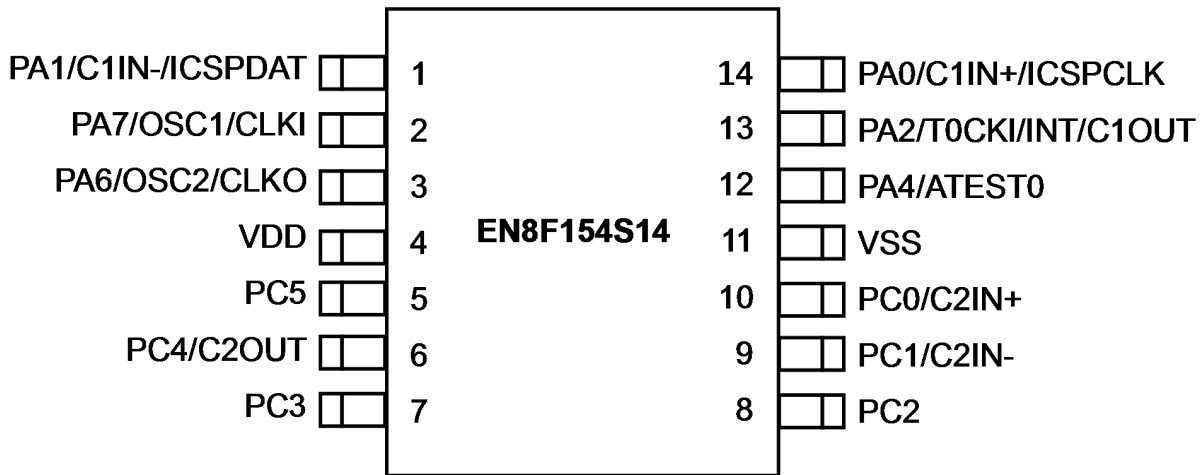 PA1/C1IN-/ICSPDAT 1 14 PA0/C1IN+/ICSPCLK
PA7/OSC1/CLKI 2 13 PA2/T0CKI/INT/C1OUT
PA6/OSC2/CLKO 3 12 PA4/ATEST0
VDD 4 EN8F154S14 11 VSS
PC5 5 10 PC0/C2IN+
PC4/C2OUT 6 9 PC1/C2IN-
PC3 7 8 PC2